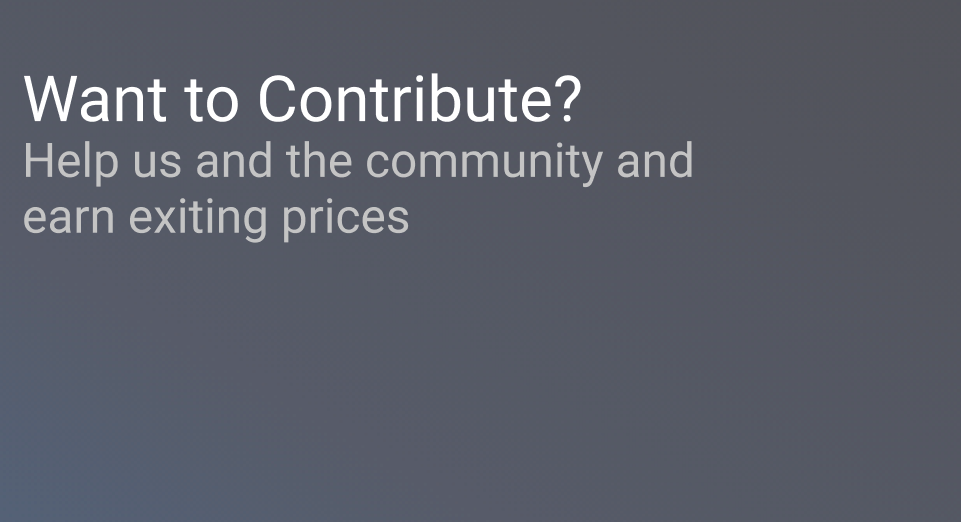 Want to Contribute?
Help us and the community and
earn exiting prices